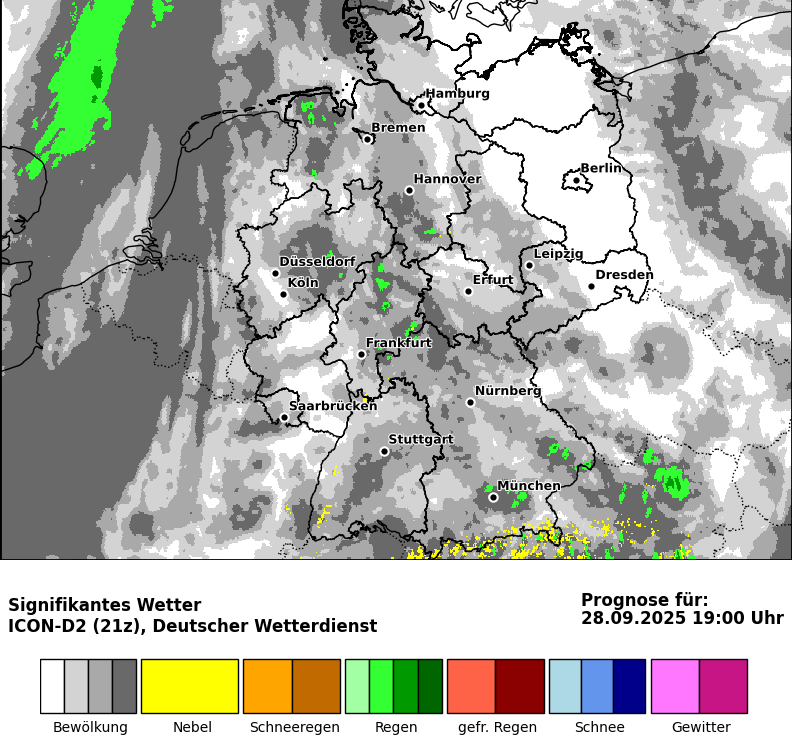 Hamburg
Bremen
Berlin
Hannover
Leipzig
Düsseldorf
Dresden
Köln
Erfurt
Frankfurt
Nürnberg
Saarbrücken
Stuttgart
München
Signifikantes Wetter
ICON-D2 (21z), Deutscher Wetterdienst
Prognose für:
28.09.2025 19:00 Uhr
Bewölkung
Nebel
Schneeregen
Regen
gefr. Regen
Schnee
Gewitter